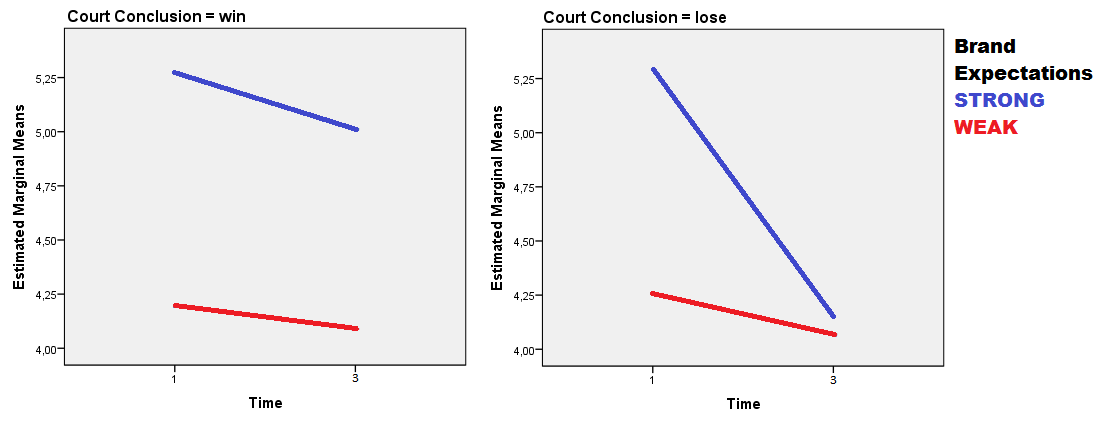 Court Conclusion = win
Estimated Marginal Means
5,25
5,00
4,75
4,50
4,25
4,00
1
3
Time
Court Conclusion = lose
Estimated Marginal Means
5,25
5,00
4,75
4,50
4,25
4,00
1
3
Time
Brand
Expectations
STRONG
WEAK